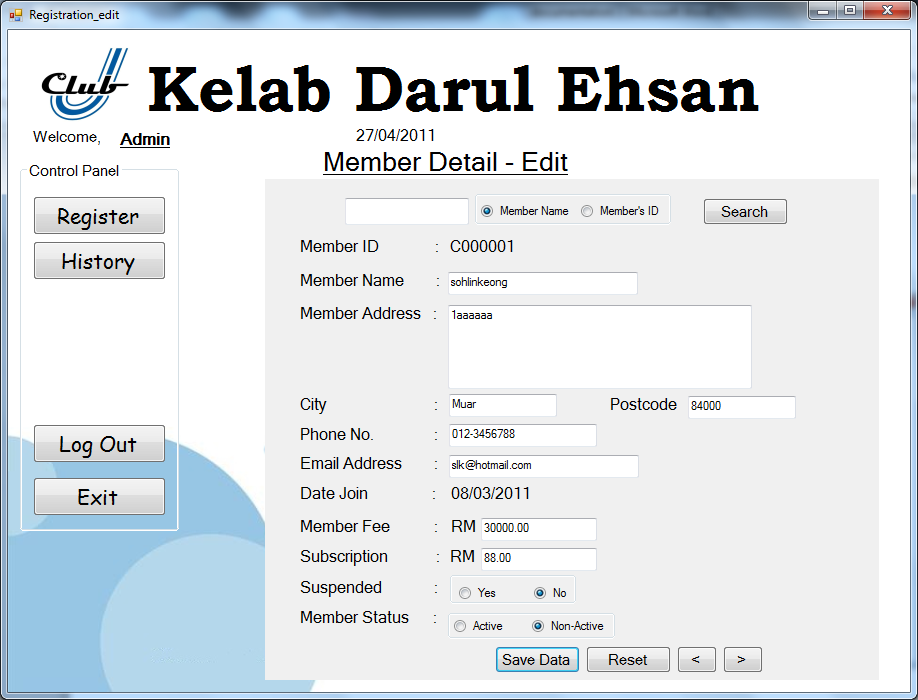 Registration_edit
Club Kelab Darul Ehsan
Welcome, Admin
27/04/2011
Member Detail - Edit
Control Panel
Register
History
Log Out
Exit
Member Name Member's ID Search
Member ID : C000001
Member Name : sohlinkeong
Member Address : 1aaaaaa
City : Muar Postcode 84000
Phone No. : 012-3456788
Email Address : slk@hotmail.com
Date Join : 08/03/2011
Member Fee : RM 30000.00
Subscription : RM 88.00
Suspended : Yes No
Member Status : Active Non-Active
Save Data Reset < >